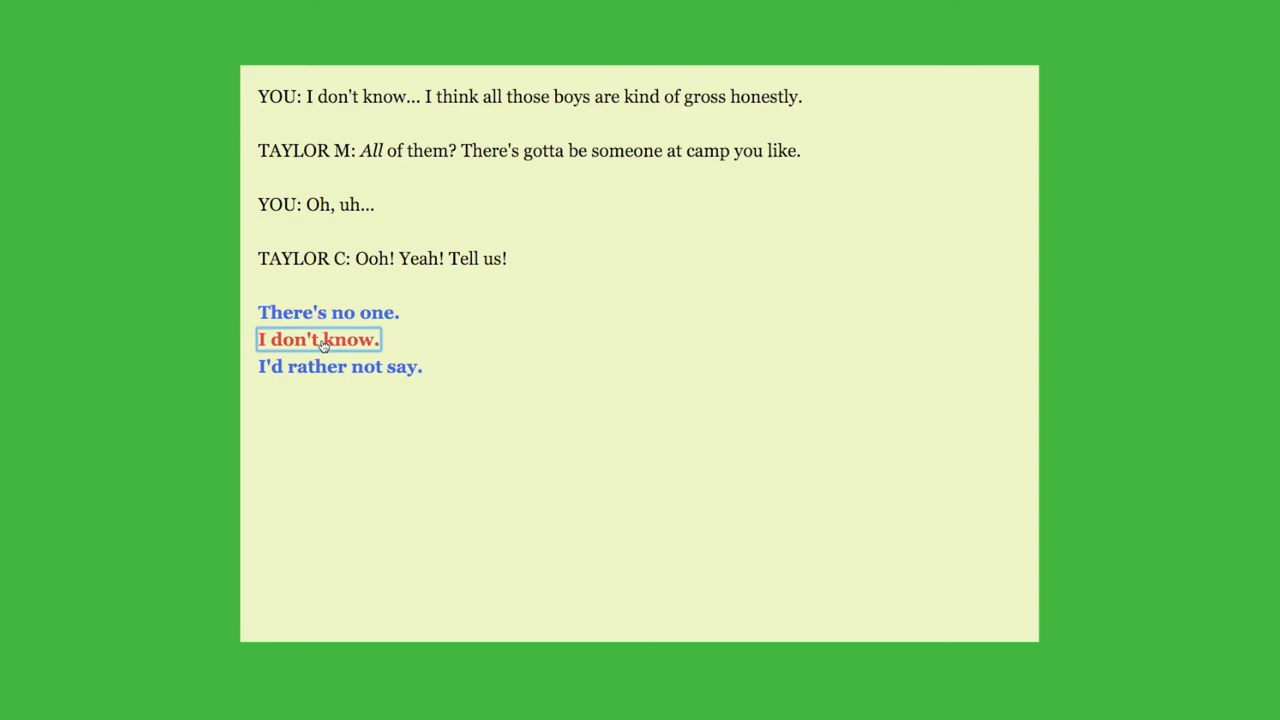 YOU: I don't know... I think all those boys are kind of gross honestly.
TAYLOR M: All of them? There's gotta be someone at camp you like.
YOU: Oh, uh...
TAYLOR C: Ooh! Yeah! Tell us!
There's no one.
I don't know.
I'd rather not say.